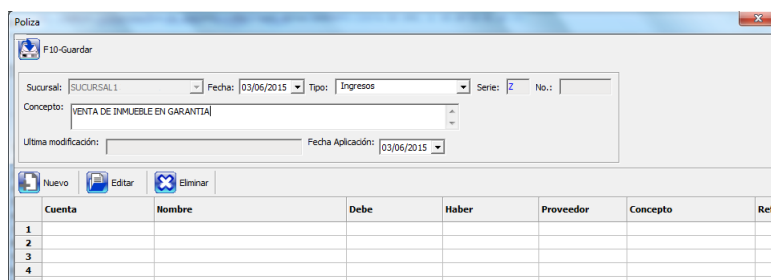 Poliza
F10-Guardar
Sucursal: SUCURSAL1 Fecha: 03/06/2015 Tipo: Ingresos Serie: Z No.:
Concepto: VENTA DE INMUEBLE EN GARANTIA
Ultima modificación: Fecha Aplicación: 03/06/2015
Nuevo Editar Eliminar
Cuenta Nombre Debe Haber Proveedor Concepto Ref
1
2
3
4